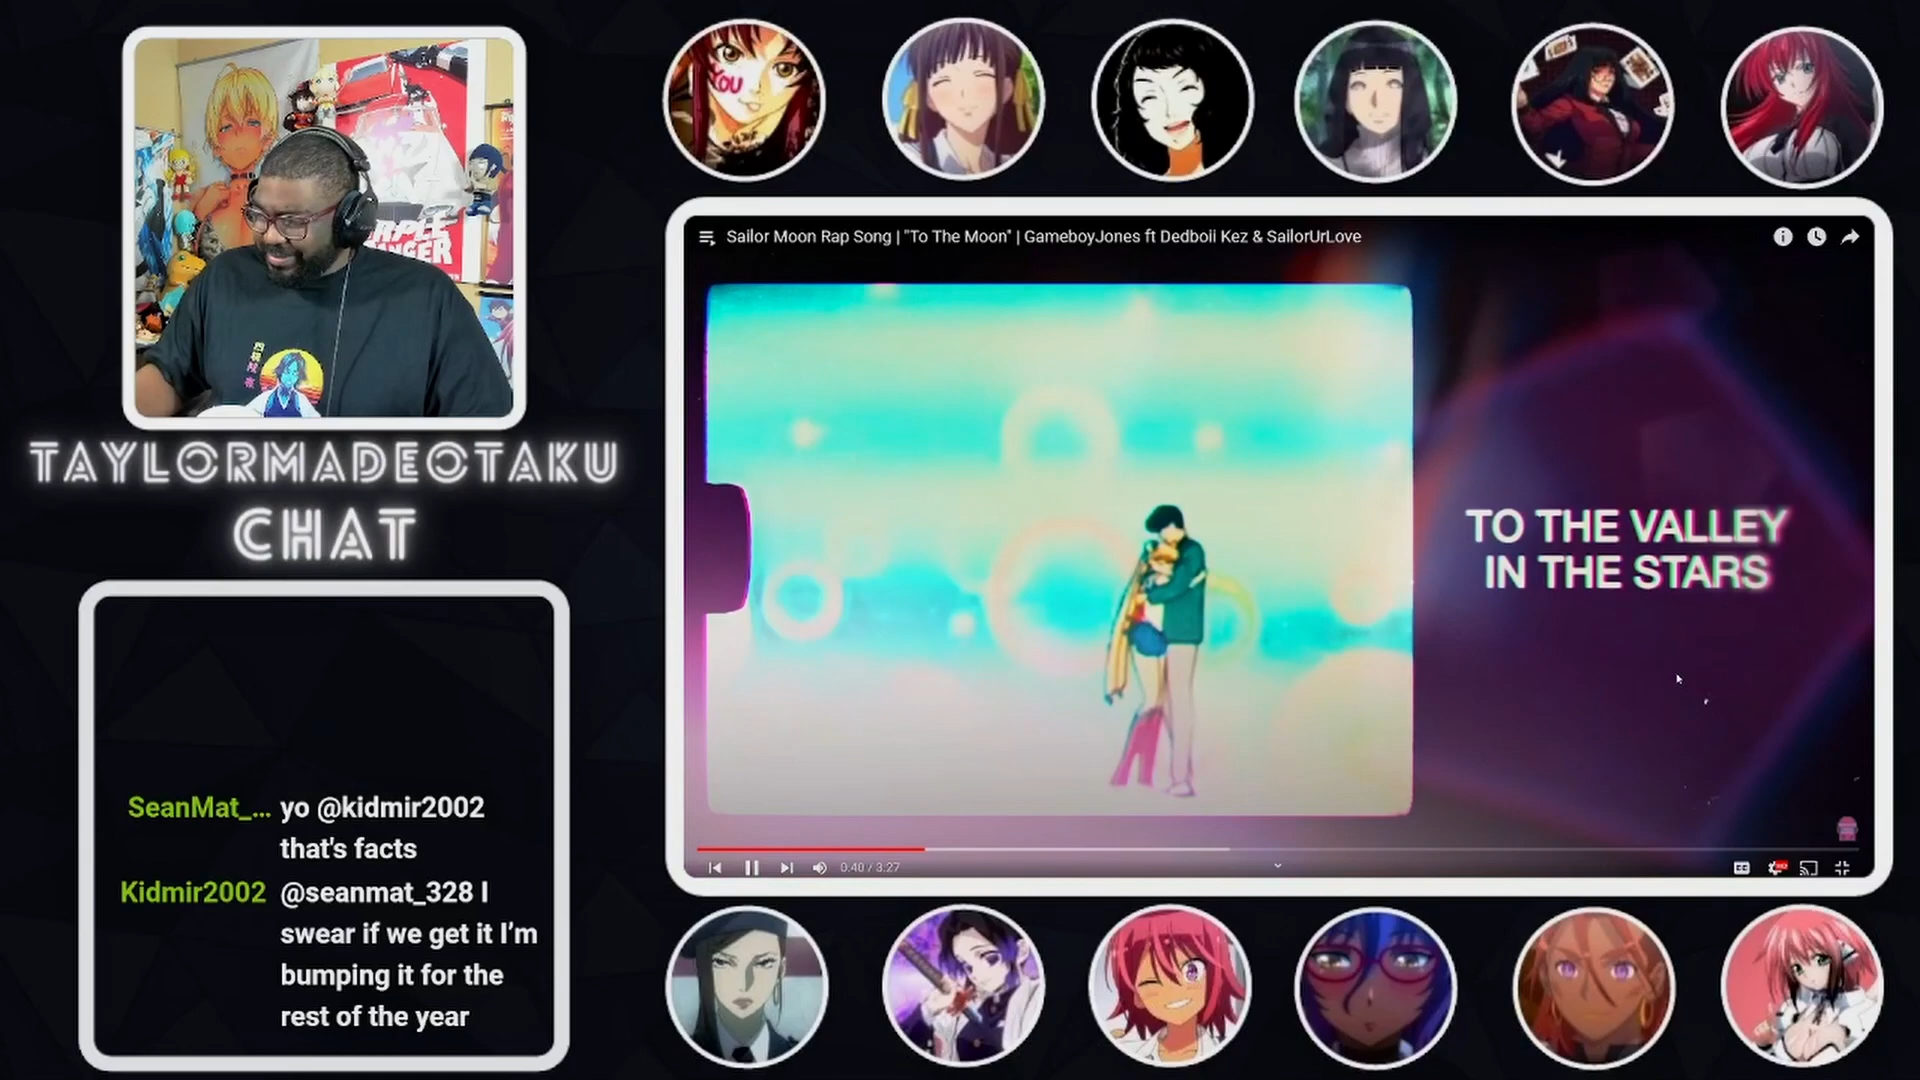 YOU
Sailor Moon Rap Song | "To The Moon" | GameboyJones ft Dedboii Kez & SailorUrLove
TAYLORMADEOTAKU
CHAT
TO THE VALLEY
IN THE STARS
SeanMat_... yo @kidmir2002
that's facts
Kidmir2002 @seanmat_328 I
swear if we get it I’m
bumping it for the
rest of the year
0:40 / 3:27